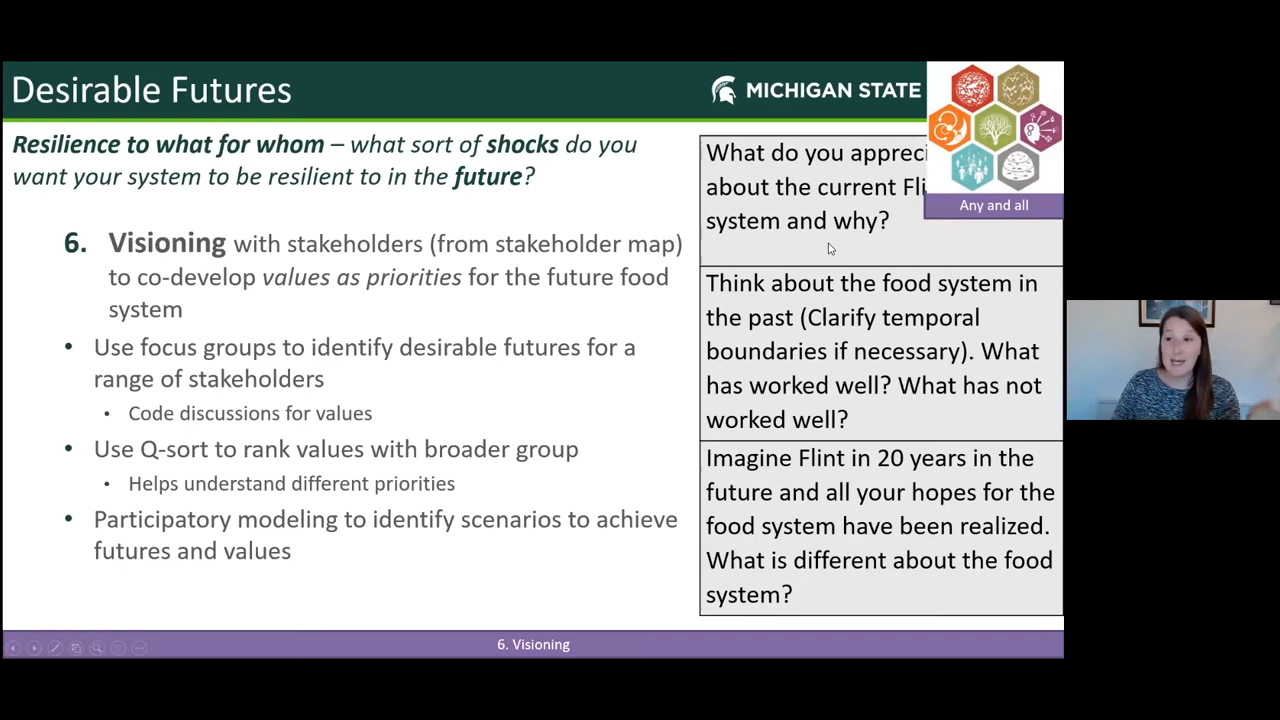 Desirable Futures
MICHIGAN STATE
Any and all
Resilience to what for whom – what sort of shocks do you
want your system to be resilient to in the future?
6. Visioning with stakeholders (from stakeholder map)
to co-develop values as priorities for the future food
system
• Use focus groups to identify desirable futures for a
range of stakeholders
• Code discussions for values
• Use Q-sort to rank values with broader group
• Helps understand different priorities
• Participatory modeling to identify scenarios to achieve
futures and values
What do you appreci
about the current Fli
system and why?
Think about the food system in
the past (Clarify temporal
boundaries if necessary). What
has worked well? What has not
worked well?
Imagine Flint in 20 years in the
future and all your hopes for the
food system have been realized.
What is different about the food
system?
6. Visioning